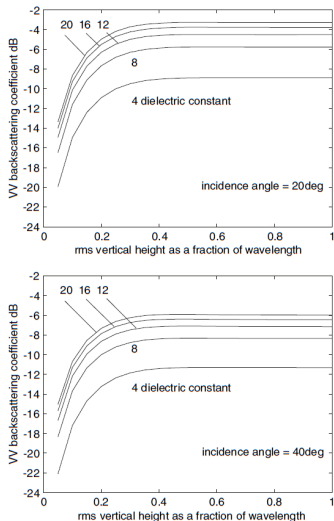 -2
-4
-6
-8
-10
-12
-14
-16
-18
-20
-22
-24
VV backscattering coefficient dB
20 16 12
8
4 dielectric constant
incidence angle = 20deg
0 0.2 0.4 0.6 0.8 1
rms vertical height as a fraction of wavelength
-2
-4
-6
-8
-10
-12
-14
-16
-18
-20
-22
-24
VV backscattering coefficient dB
20 16 12
8
4 dielectric constant
incidence angle = 40deg
0 0.2 0.4 0.6 0.8 1
rms vertical height as a fraction of wavelength